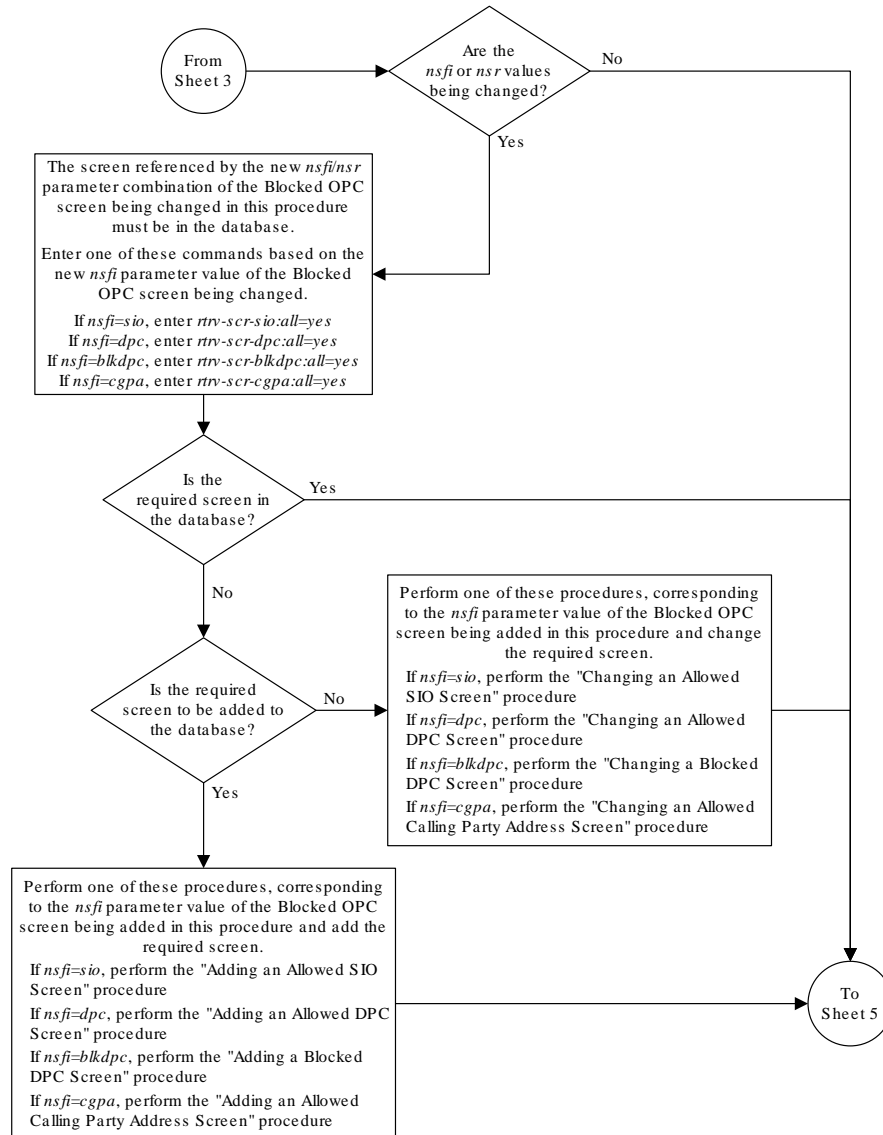 From
Sheet 3
Are the
nsfi or nsr values
being changed?
No
Yes
The screen referenced by the new nsfi/nsr
parameter combination of the Blocked OPC
screen being changed in this procedure
must be in the database.
Enter one of these commands based on the
new nsfi parameter value of the Blocked
OPC screen being changed.
If nsfi=sio, enter rtrv-scr-sio:all=yes
If nsfi=dpc, enter rtrv-scr-dpc:all=yes
If nsfi=blkdpc, enter rtrv-scr-blkdpc:all=yes
If nsfi=cgpa, enter rtrv-scr-cgpa:all=yes
Is the
required screen in
the database?
Yes
No
Is the required
screen to be added to
the database?
No
Yes
Perform one of these procedures, corresponding
to the nsfi parameter value of the Blocked OPC
screen being added in this procedure and change
the required screen.
If nsfi=sio, perform the "Changing an Allowed
SIO Screen" procedure
If nsfi=dpc, perform the "Changing an Allowed
DPC Screen" procedure
If nsfi=blkdpc, perform the "Changing a Blocked
DPC Screen" procedure
If nsfi=cgpa, perform the "Changing an Allowed
Calling Party Address Screen" procedure
Perform one of these procedures, corresponding
to the nsfi parameter value of the Blocked OPC
screen being added in this procedure and add the
required screen.
If nsfi=sio, perform the "Adding an Allowed SIO
Screen" procedure
If nsfi=dpc, perform the "Adding an Allowed DPC
Screen" procedure
If nsfi=blkdpc, perform the "Adding a Blocked
DPC Screen" procedure
If nsfi=cgpa, perform the "Adding an Allowed
Calling Party Address Screen" procedure
To
Sheet 5